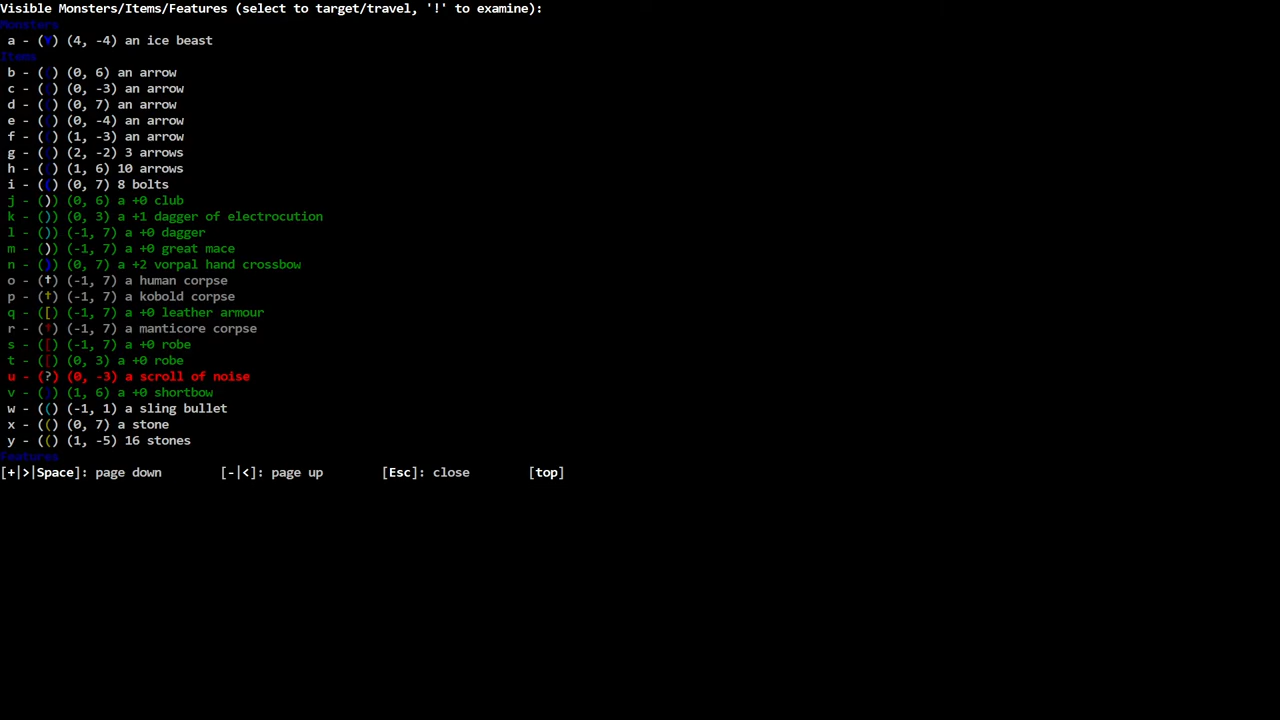 Visible Monsters/Items/Features (select to target/travel, '!' to examine):
Monsters
a - (v) (4, -4) an ice beast
Items
b - ( ) (0, 6) an arrow
c - ( ) (0, -3) an arrow
d - ( ) (0, 7) an arrow
e - ( ) (0, -4) an arrow
f - ( ) (1, -3) an arrow
g - ( ) (2, -2) 3 arrows
h - ( ) (1, 6) 10 arrows
i - (() (0, 7) 8 bolts
j - ()) (0, 6) a +0 club
k - ()) (0, 3) a +1 dagger of electrocution
l - ()) (-1, 7) a +0 dagger
m - ()) (-1, 7) a +0 great mace
n - ()) (0, 7) a +2 vorpal hand crossbow
o - (†) (-1, 7) a human corpse
p - (†) (-1, 7) a kobold corpse
q - ([) (-1, 7) a +0 leather armour
r - (†) (-1, 7) a manticore corpse
s - ([) (-1, 7) a +0 robe
t - ([) (0, 3) a +0 robe
u - (?) (0, -3) a scroll of noise
v - ()) (1, 6) a +0 shortbow
w - (() (-1, 1) a sling bullet
x - (() (0, 7) a stone
y - (() (1, -5) 16 stones
Features
[+|>|Space]: page down [-|<]: page up [Esc]: close [top]